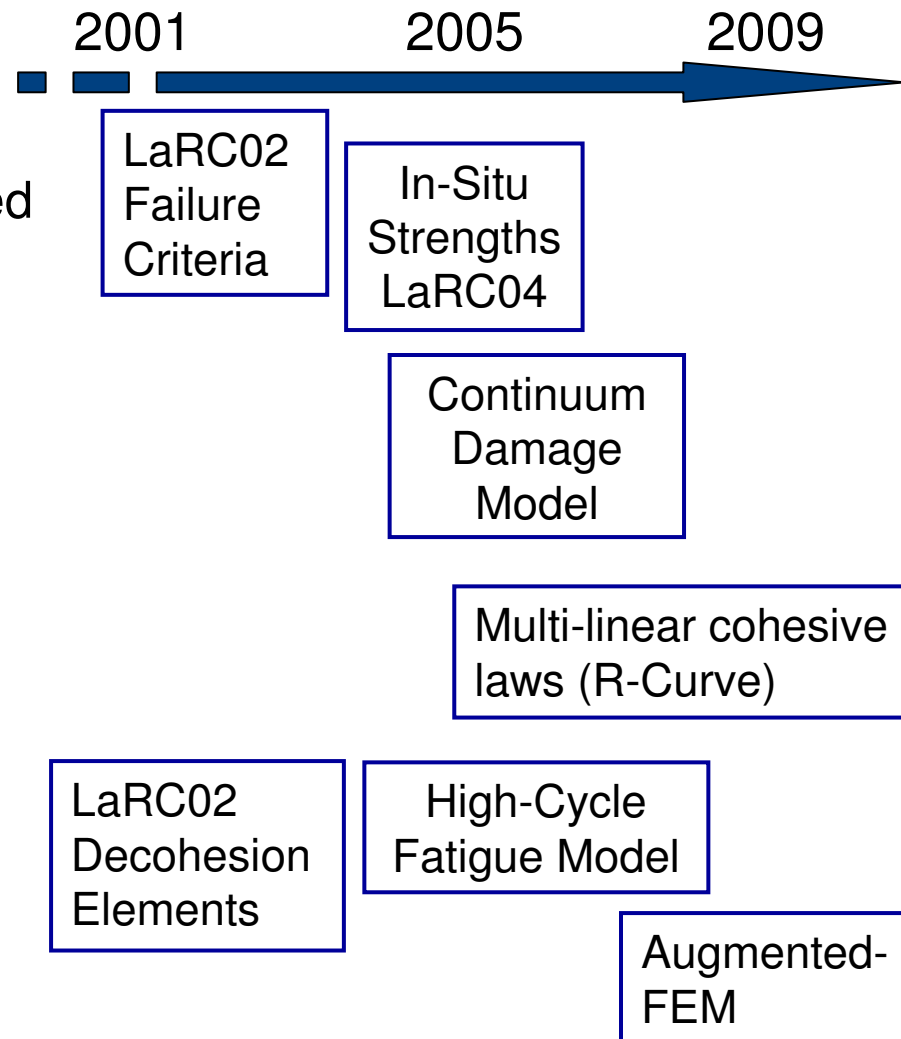 2001 2005 2009
LaRC02
Failure
Criteria
ed
In-Situ
Strengths
LaRC04
Continuum
Damage
Model
Multi-linear cohesive
laws (R-Curve)
LaRC02
Decohesion
Elements
High-Cycle
Fatigue Model
Augmented-
FEM